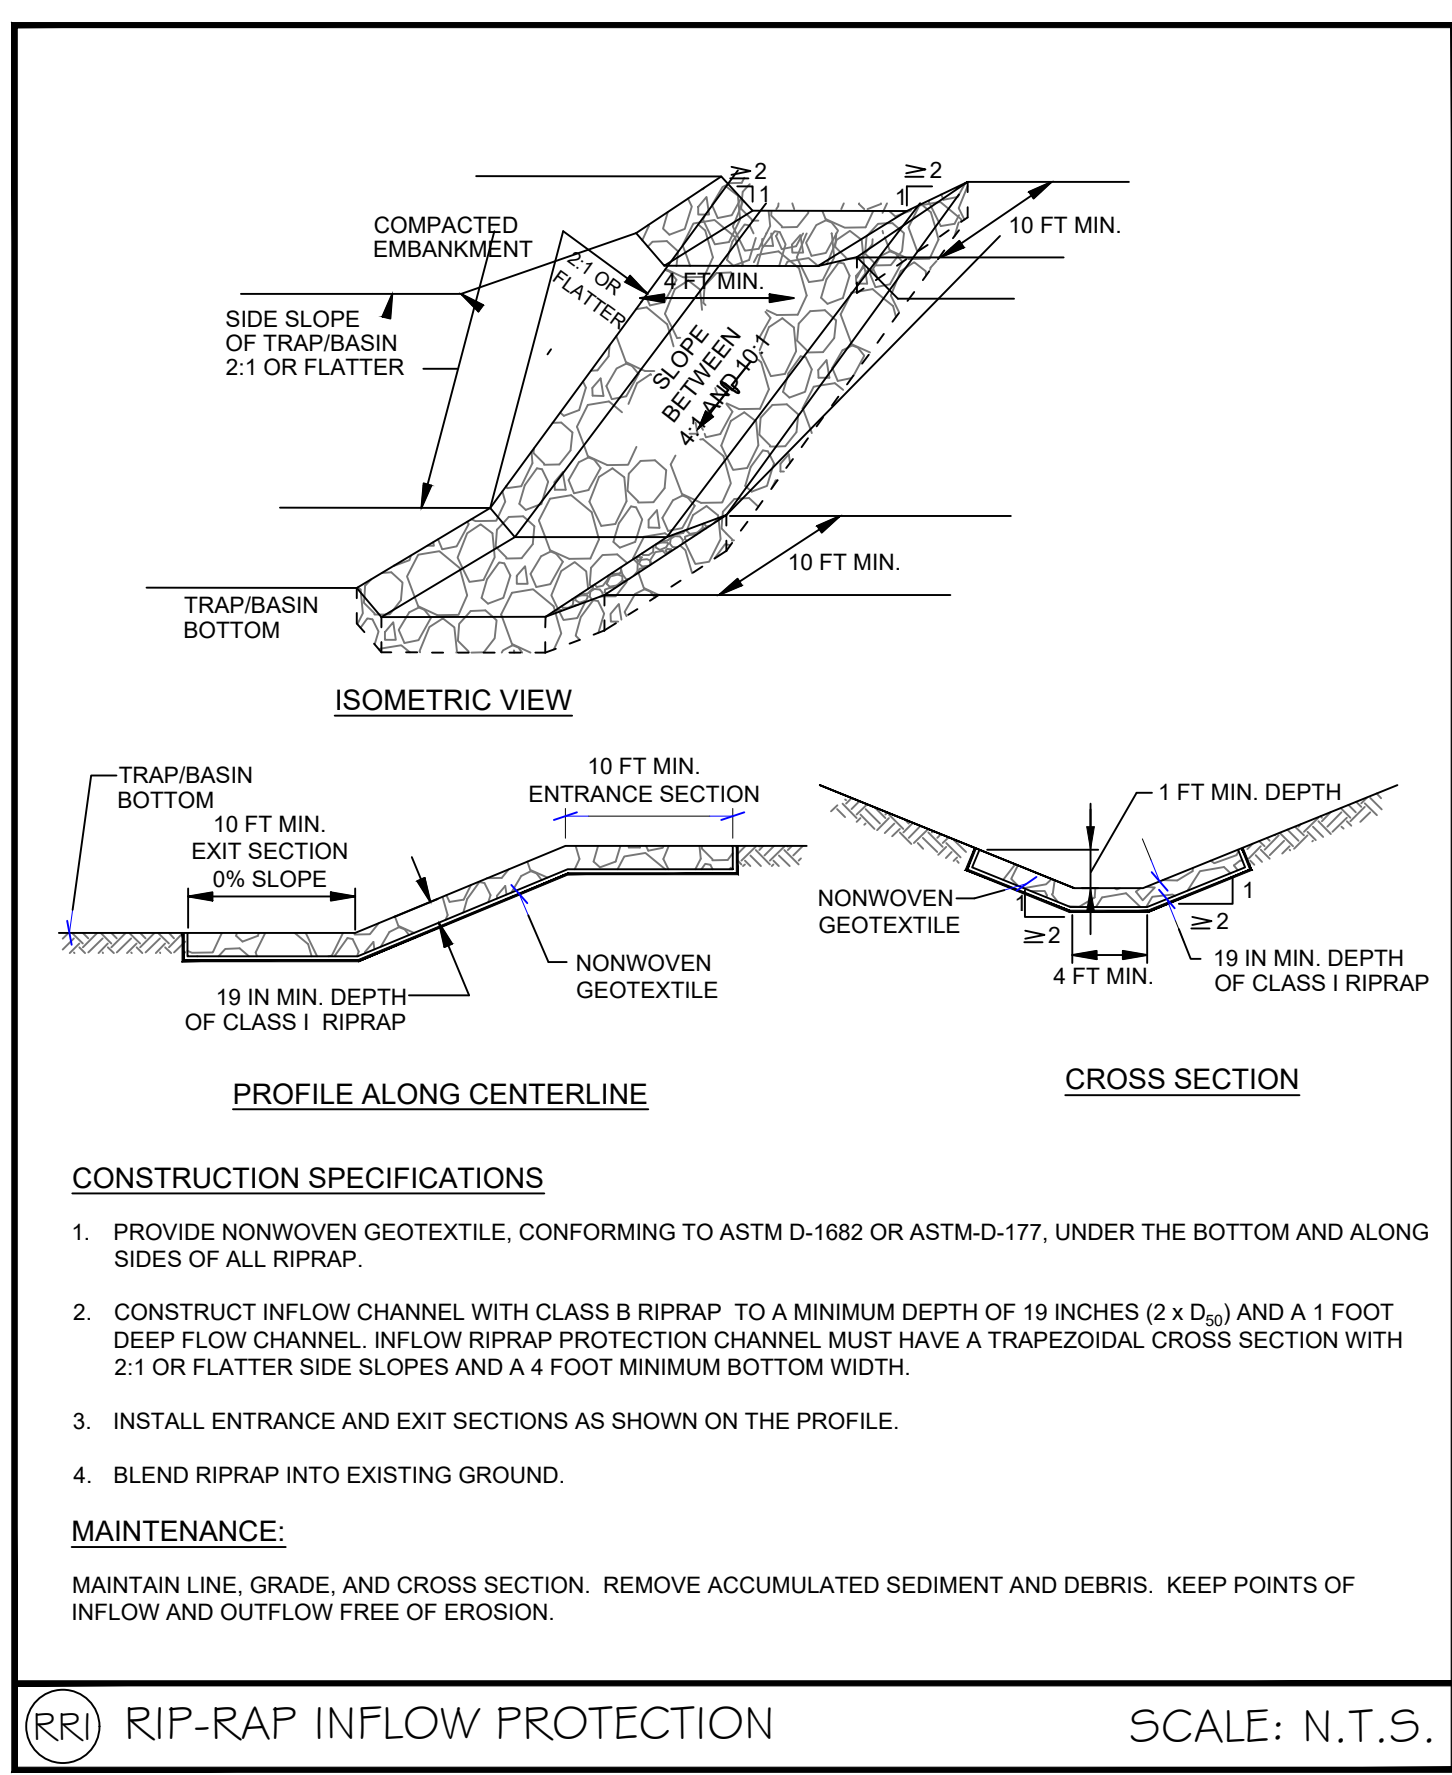 ≥2
1
≥2
1
COMPACTED
EMBANKMENT
10 FT MIN.
2:1 OR
FLATTER
4 FT MIN.
SIDE SLOPE
OF TRAP/BASIN
2:1 OR FLATTER
SLOPE
BETWEEN
4:1 AND 10:1
10 FT MIN.
TRAP/BASIN
BOTTOM
ISOMETRIC VIEW
TRAP/BASIN
BOTTOM
10 FT MIN.
EXIT SECTION
0% SLOPE
10 FT MIN.
ENTRANCE SECTION
NONWOVEN
GEOTEXTILE
19 IN MIN. DEPTH
OF CLASS I RIPRAP
PROFILE ALONG CENTERLINE
1 FT MIN. DEPTH
NONWOVEN
GEOTEXTILE
1
≥2
1
≥2
4 FT MIN.
19 IN MIN. DEPTH
OF CLASS I RIPRAP
CROSS SECTION
CONSTRUCTION SPECIFICATIONS
1. PROVIDE NONWOVEN GEOTEXTILE, CONFORMING TO ASTM D-1682 OR ASTM-D-177, UNDER THE BOTTOM AND ALONG
SIDES OF ALL RIPRAP.
2. CONSTRUCT INFLOW CHANNEL WITH CLASS B RIPRAP TO A MINIMUM DEPTH OF 19 INCHES (2 x D50) AND A 1 FOOT
DEEP FLOW CHANNEL. INFLOW RIPRAP PROTECTION CHANNEL MUST HAVE A TRAPEZOIDAL CROSS SECTION WITH
2:1 OR FLATTER SIDE SLOPES AND A 4 FOOT MINIMUM BOTTOM WIDTH.
3. INSTALL ENTRANCE AND EXIT SECTIONS AS SHOWN ON THE PROFILE.
4. BLEND RIPRAP INTO EXISTING GROUND.
MAINTENANCE:
MAINTAIN LINE, GRADE, AND CROSS SECTION. REMOVE ACCUMULATED SEDIMENT AND DEBRIS. KEEP POINTS OF
INFLOW AND OUTFLOW FREE OF EROSION.
RRI RIP-RAP INFLOW PROTECTION SCALE: N.T.S.